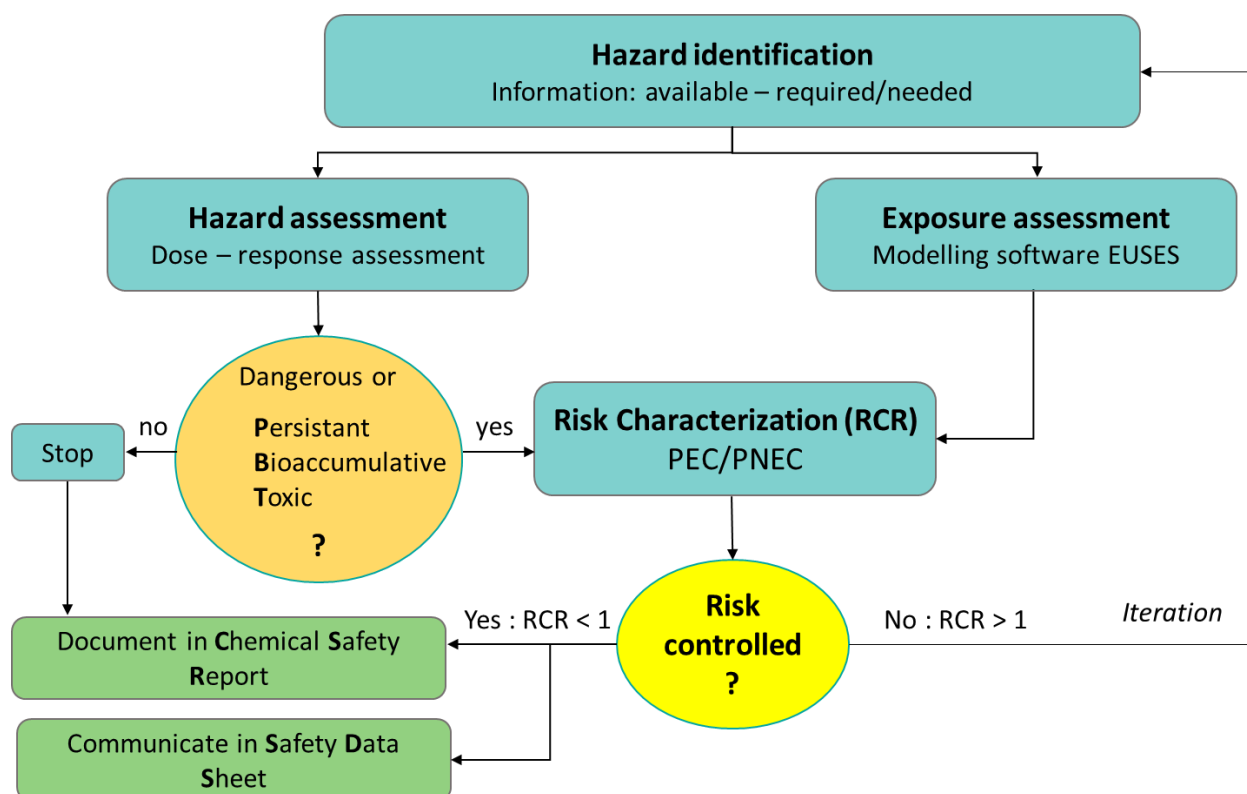 Hazard identification
Information: available – required/needed
Hazard assessment
Dose – response assessment
Exposure assessment
Modelling software EUSES
Dangerous or
Persistant
Bioaccumulative
Toxic
?
no
yes
Stop
Risk Characterization (RCR)
PEC/PNEC
Risk
controlled
?
Yes : RCR < 1
No : RCR > 1
Iteration
Document in Chemical Safety
Report
Communicate in Safety Data
Sheet